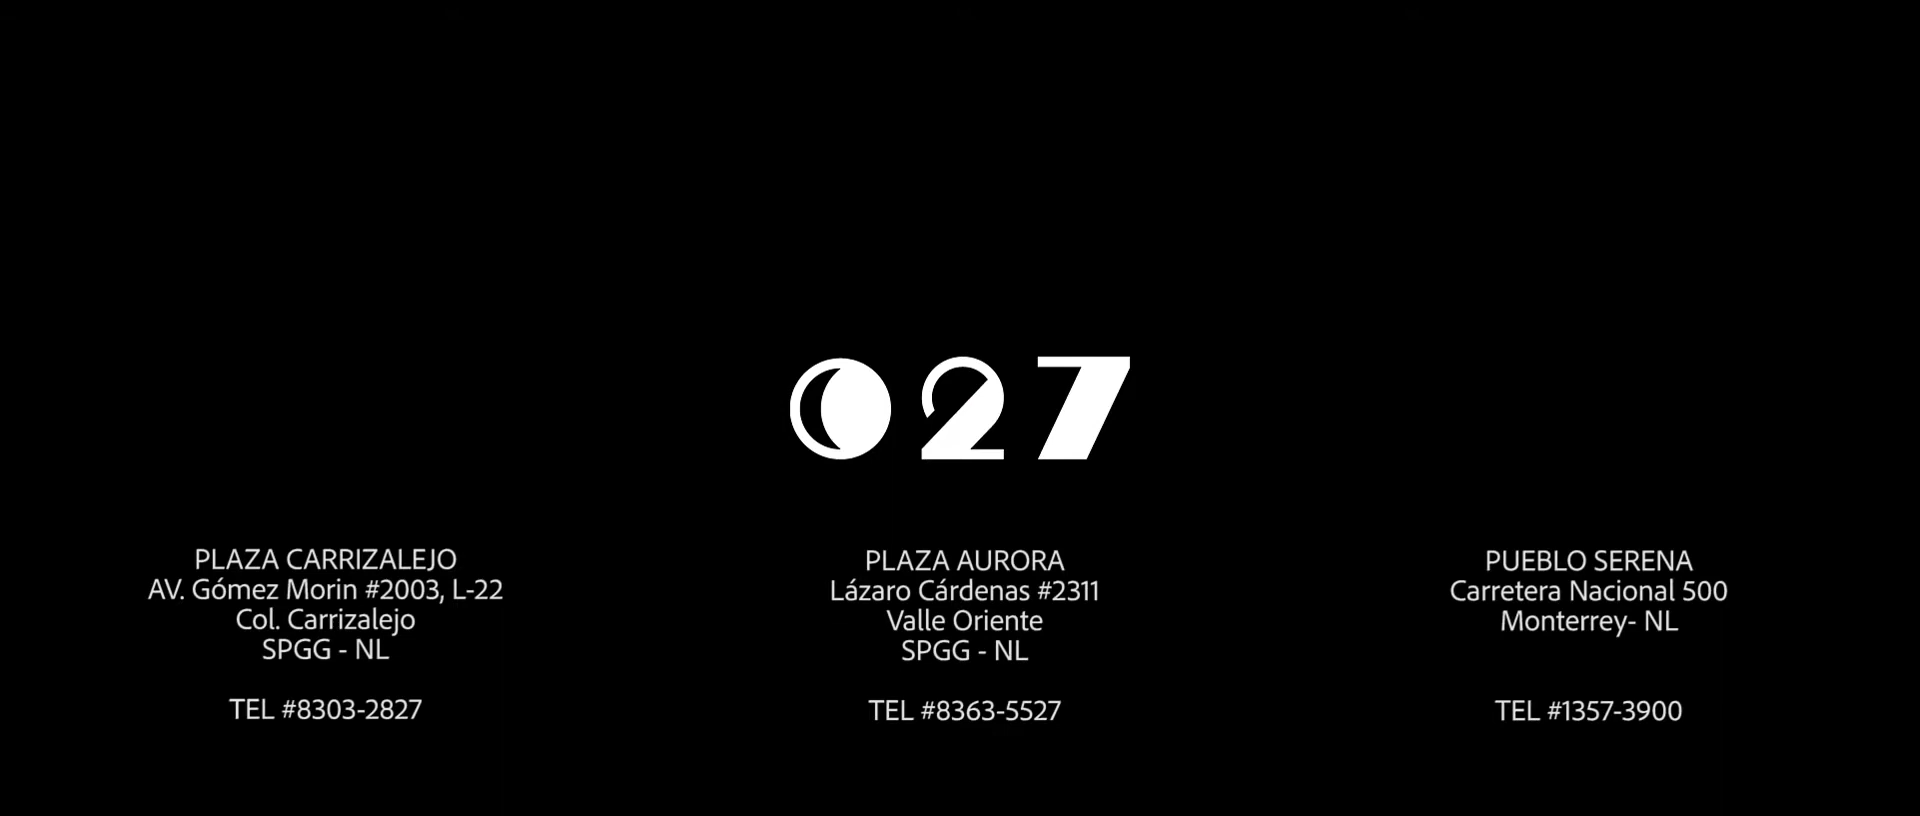 027
PLAZA CARRIZALEJO
AV. Gómez Morin #2003, L-22
Col. Carrizalejo
SPGG - NL
TEL #8303-2827
PLAZA AURORA
Lázaro Cárdenas #2311
Valle Oriente
SPGG - NL
TEL #8363-5527
PUEBLO SERENA
Carretera Nacional 500
Monterrey- NL
TEL #1357-3900